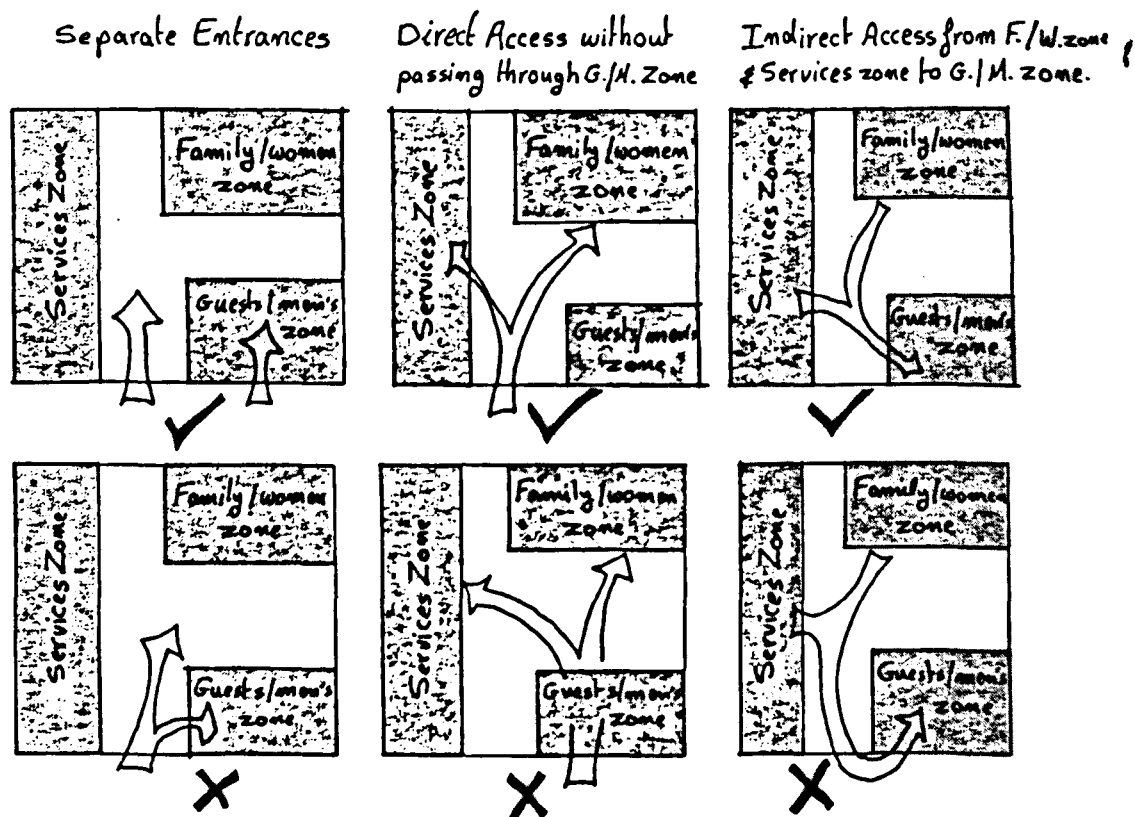 Separate Entrances
Direct Access without
passing through G./M. Zone
Indirect Access from F./W. zone
& Services zone to G./M. zone.
Services Zone
Family/women
zone
Guests/men's
zone
Services Zone
Family/women
zone
Guests/men's
zone
Services Zone
Family/women
zone
Guests/men's
zone
Services Zone
Family/women
zone
Guests/men's
zone
Services Zone
Family/women
zone
Guests/men's
zone
Services Zone
Family/women
zone
Guests/men's
zone